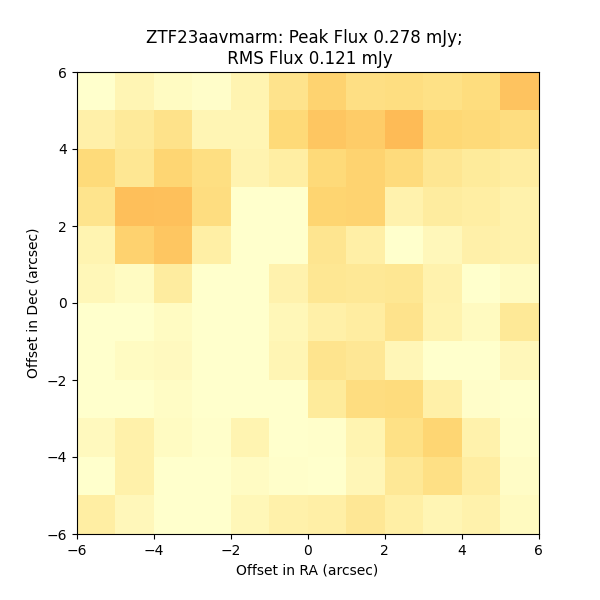 ZTF23aavmarm: Peak Flux 0.278 mJy;
RMS Flux 0.121 mJy
6
4
2
0
−2
−4
−6
Offset in Dec (arcsec)
−6 −4 −2 0 2 4 6
Offset in RA (arcsec)